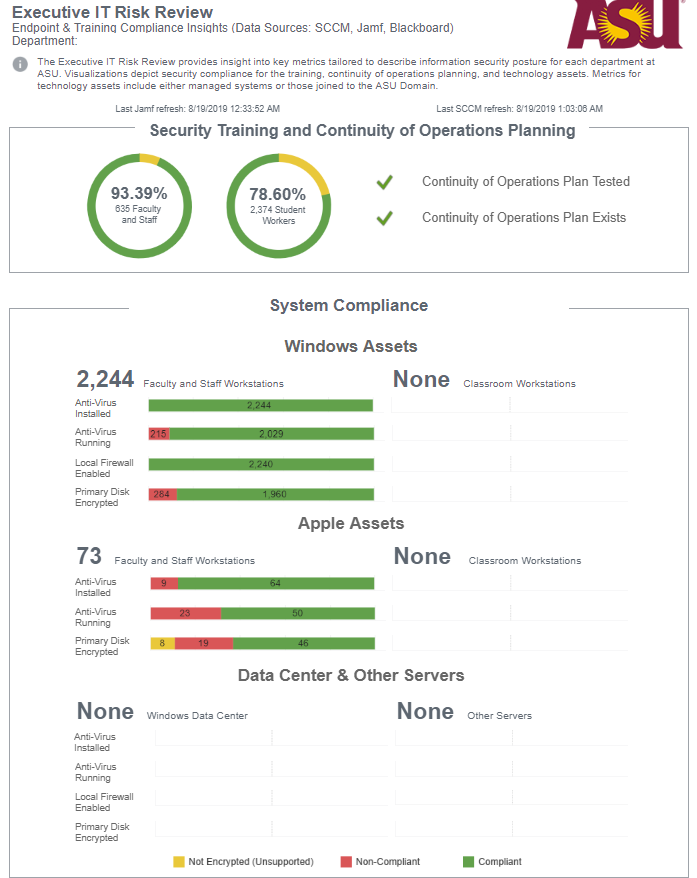 Executive IT Risk Review
Endpoint & Training Compliance Insights (Data Sources: SCCM, Jamf, Blackboard)
Department:
ASU
The Executive IT Risk Review provides insight into key metrics tailored to describe information security posture for each department at
ASU. Visualizations depict security compliance for the training, continuity of operations planning, and technology assets. Metrics for
technology assets include either managed systems or those joined to the ASU Domain.
Last Jamf refresh: 8/19/2019 12:33:52 AM
Last SCCM refresh: 8/19/2019 1:03:06 AM
Security Training and Continuity of Operations Planning
93.39%
635 Faculty
and Staff
78.60%
2,374 Student
Workers
Continuity of Operations Plan Tested
Continuity of Operations Plan Exists
System Compliance
Windows Assets
2,244 Faculty and Staff Workstations
None Classroom Workstations
Anti-Virus
Installed
2,244
Anti-Virus
Running
215 2,029
Local Firewall
Enabled
2,240
Primary Disk
Encrypted
284 1,960
Apple Assets
73 Faculty and Staff Workstations
None Classroom Workstations
Anti-Virus
Installed
9 64
Anti-Virus
Running
23 50
Primary Disk
Encrypted
8 19 46
Data Center & Other Servers
None Windows Data Center
None Other Servers
Anti-Virus
Installed
Anti-Virus
Running
Local Firewall
Enabled
Primary Disk
Encrypted
Not Encrypted (Unsupported) Non-Compliant Compliant